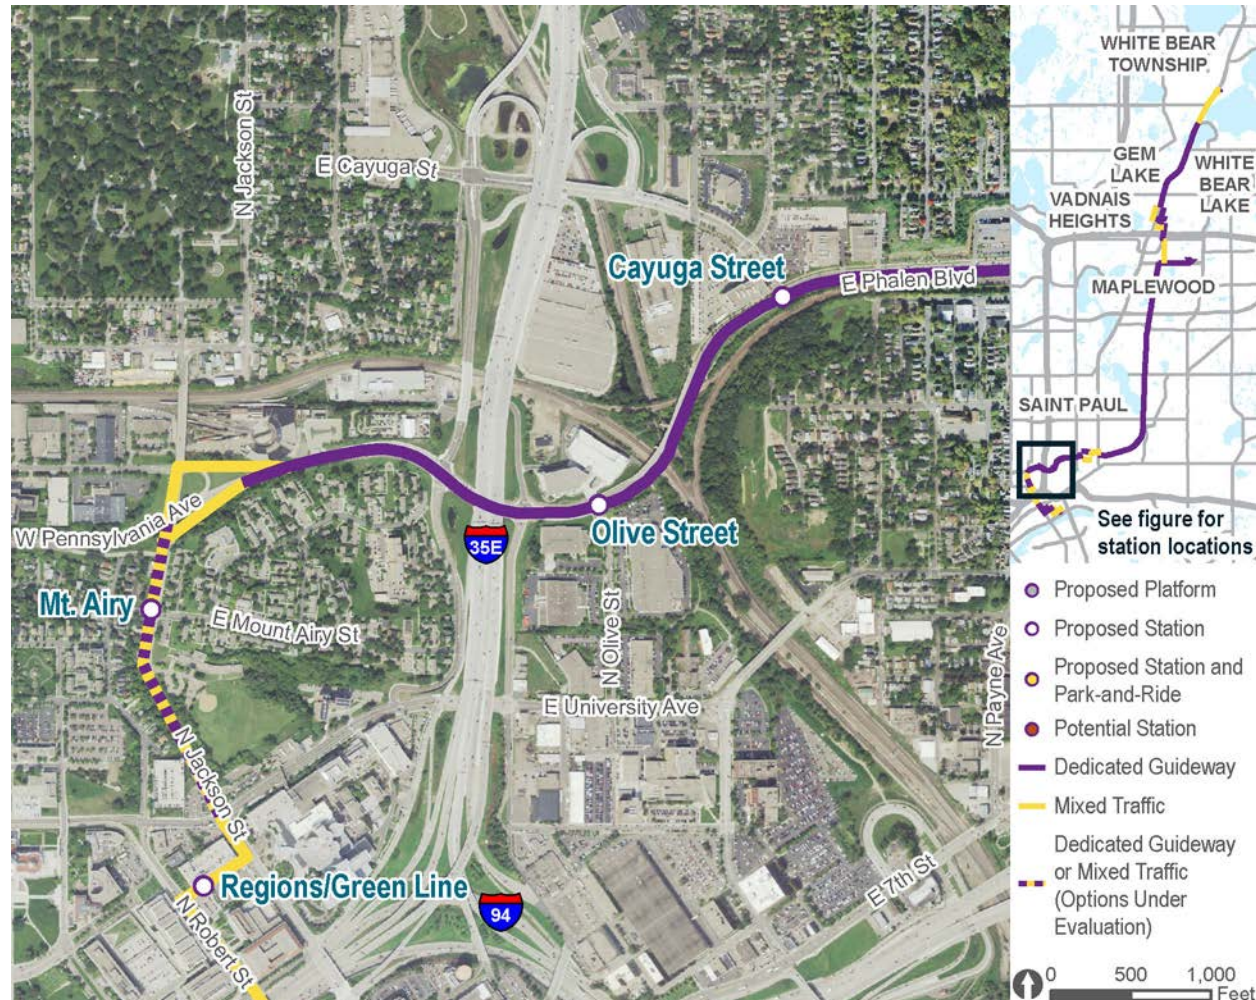 N Jackson St
E Cayuga St
Cayuga Street
E Phalen Blvd
W Pennsylvania Ave
35E
Olive Street
Mt. Airy
E Mount Airy St
N Olive St
E University Ave
N Payne Ave
N Jackson St
Regions/Green Line
94
E 7th St
N Robert St
WHITE BEAR
TOWNSHIP
GEM
LAKE
WHITE
BEAR
LAKE
VADNAIS
HEIGHTS
MAPLEWOOD
SAINT PAUL
See figure for
station locations
Proposed Platform
Proposed Station
Proposed Station and
Park-and-Ride
Potential Station
Dedicated Guideway
Mixed Traffic
Dedicated Guideway
or Mixed Traffic
(Options Under
Evaluation)
0 500 1,000
Feet